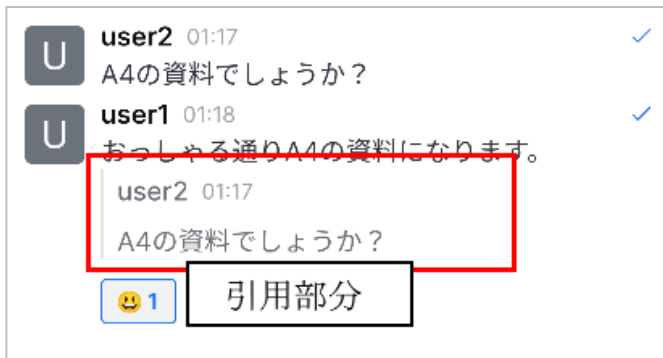 U
user2 01:17
A4の資料でしょうか？
U
user1 01:18
おっしゃる通りA4の資料になります。
user2 01:17
A4の資料でしょうか？
😃 1
引用部分